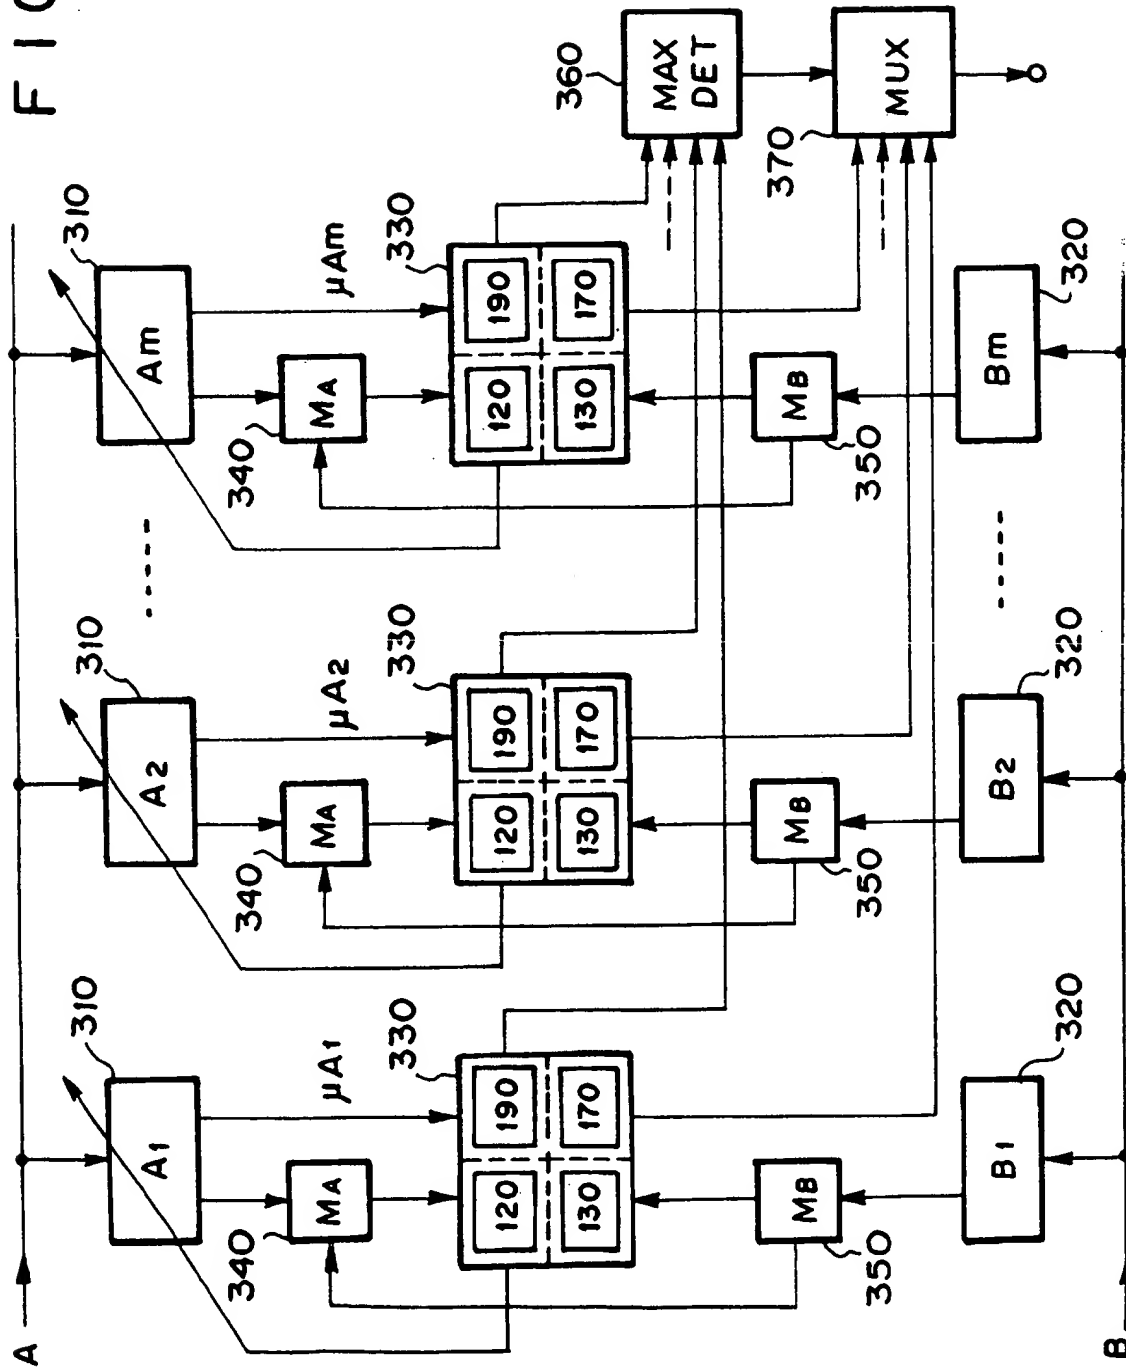 F I G
A
310 310 310
A1 A2 Am
340 μA1 340 μA2 340 μAm
MA MA MA
330 330 330
120 190 120 190 120 190
360
130 170 130 170 130 170
MAX
DET
370
MB MB MB
350 350 350
MUX
B1 B2 Bm
320 320 320
B